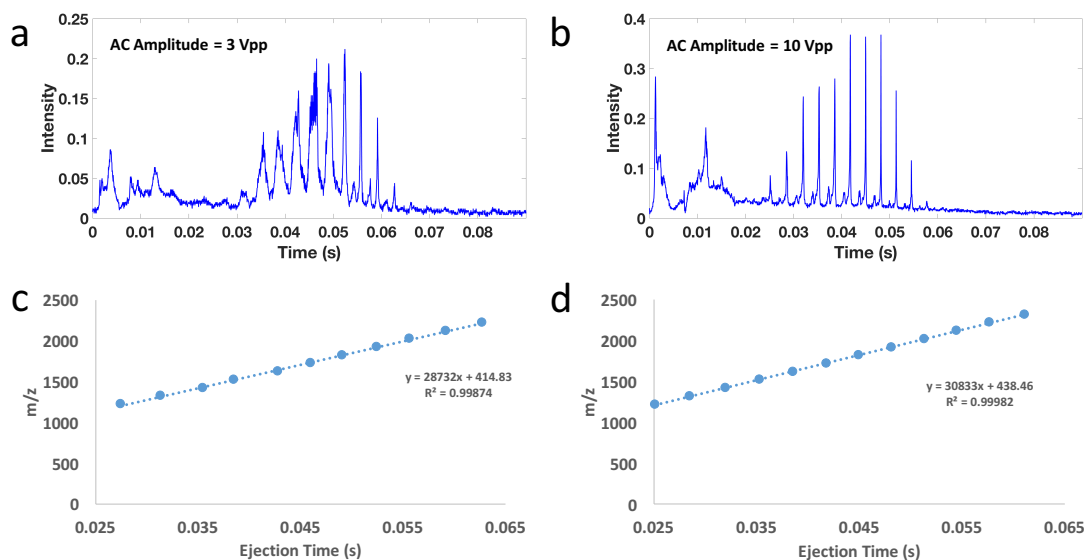 a
AC Amplitude = 3 Vpp
0.25
0.2
0.15
0.1
0.05
0
Intensity
0 0.01 0.02 0.03 0.04 0.05 0.06 0.07 0.08
Time (s)
b
AC Amplitude = 10 Vpp
0.4
0.3
0.2
0.1
0
Intensity
0 0.01 0.02 0.03 0.04 0.05 0.06 0.07 0.08
Time (s)
c
2500
2000
1500
1000
500
0
m/z
y = 28732x + 414.83
R² = 0.99874
0.025 0.035 0.045 0.055 0.065
Ejection Time (s)
d
2500
2000
1500
1000
500
0
m/z
y = 30833x + 438.46
R² = 0.99982
0.025 0.035 0.045 0.055 0.065
Ejection Time (s)